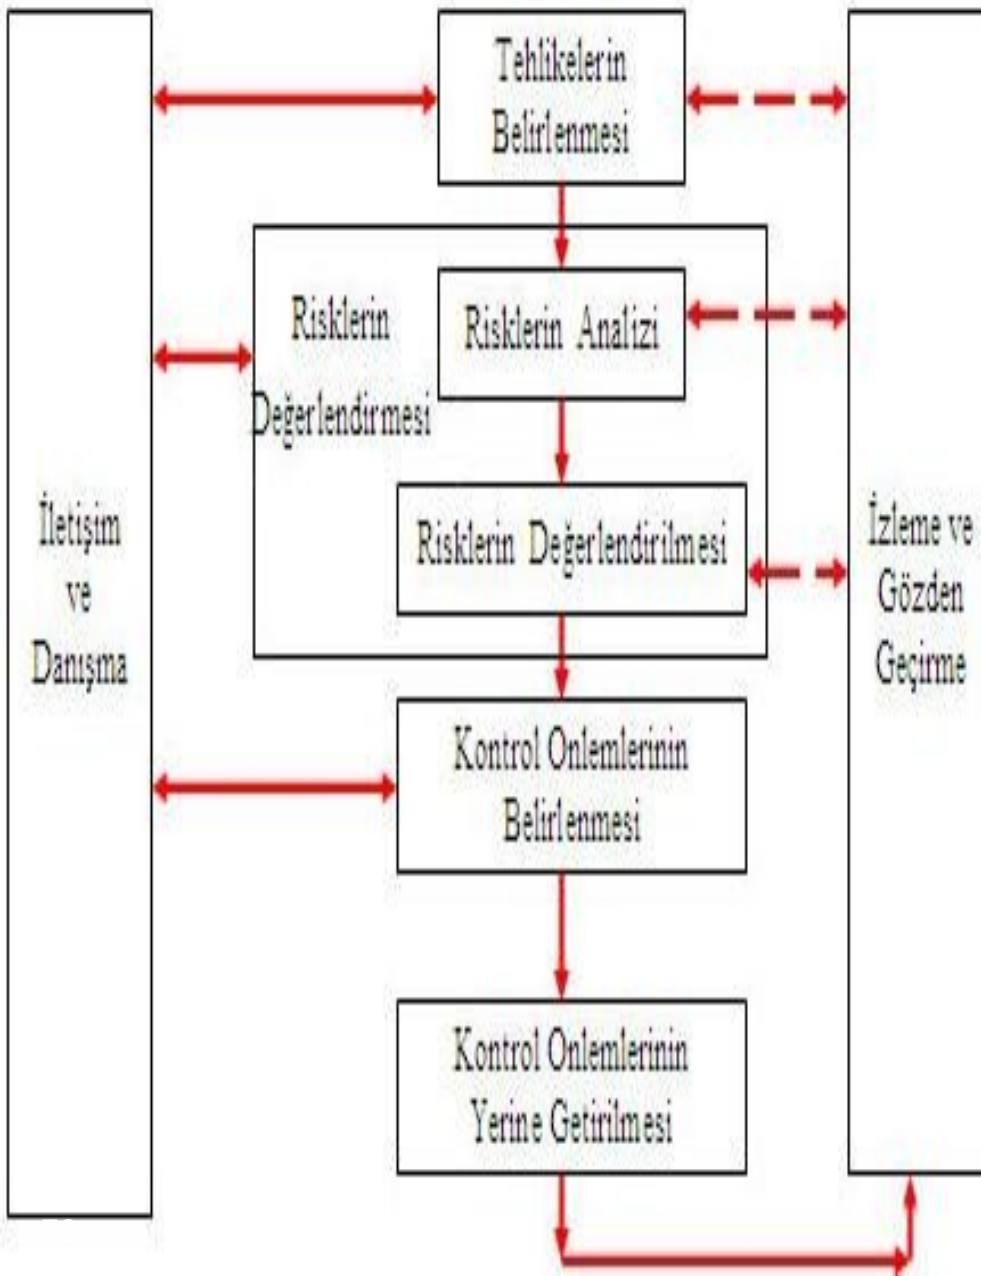 Tehlikelerin
Belirlenmesi
Risklerin
Değerlendirmesi
Risklerin Analizi
Risklerin Değerlendirilmesi
İletişim
ve
Danışma
İzleme ve
Gözden
Geçirme
Kontrol Onlemlerinin
Belirlenmesi
Kontrol Onlemlerinin
Yerine Getirilmesi